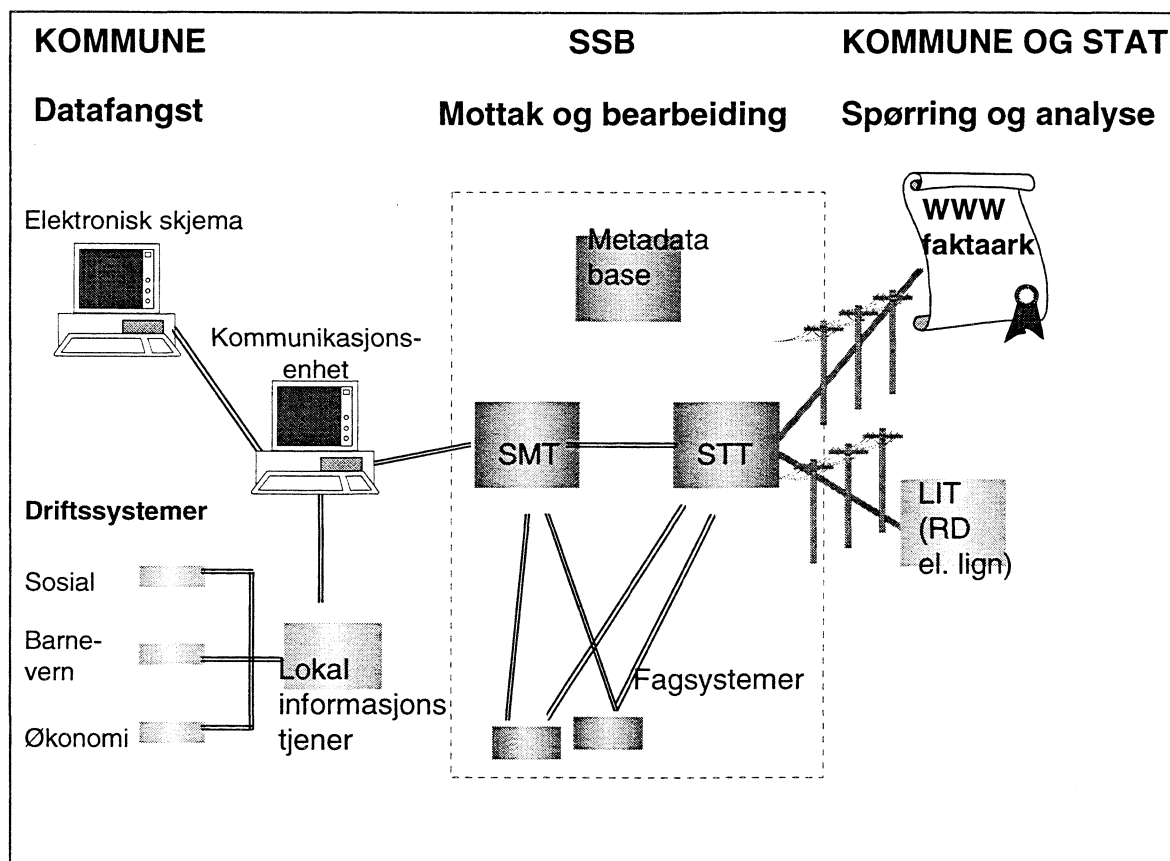 KOMMUNE
SSB
KOMMUNE OG STAT
Datafangst
Mottak og bearbeiding
Spørring og analyse
Elektronisk skjema
Kommunikasjons-
enhet
Driftssystemer
Sosial
Barne-
vern
Økonomi
Lokal
informasjons
tjener
Metadata
base
SMT
STT
Fagsystemer
WWW
faktaark
LIT
(RD
el. lign)